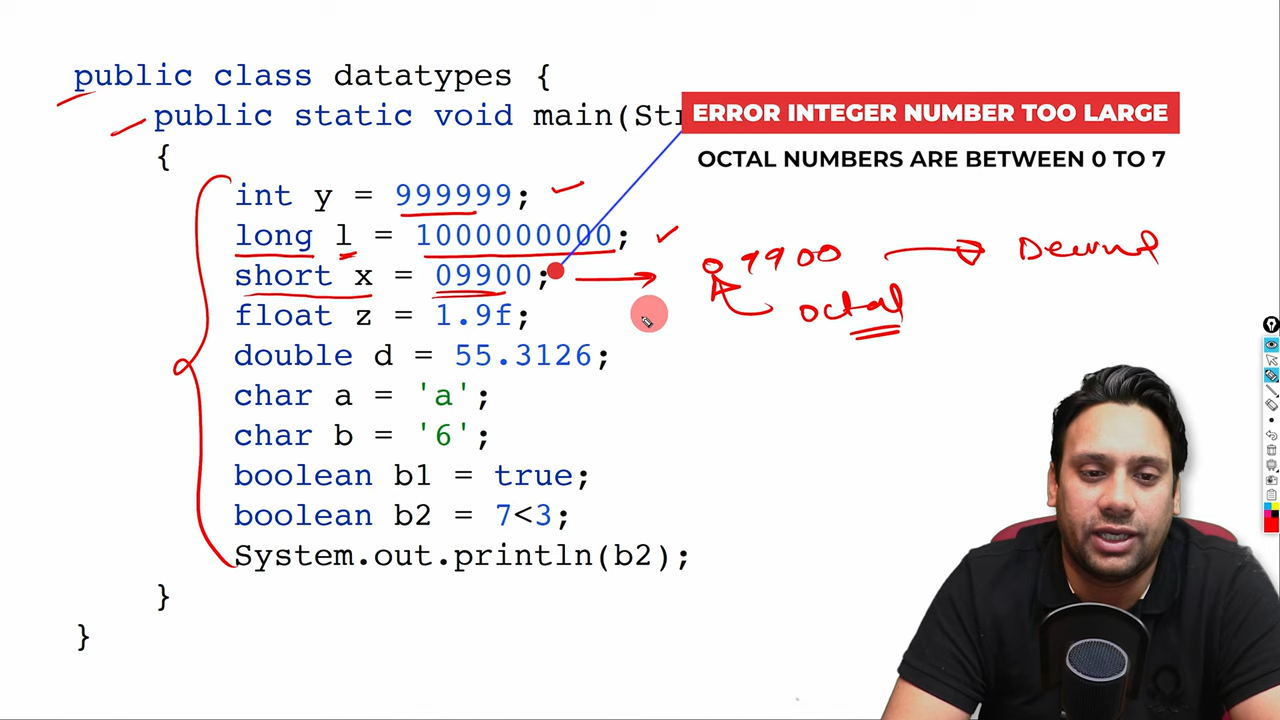 public class datatypes {
public static void main(Str
ERROR INTEGER NUMBER TOO LARGE
OCTAL NUMBERS ARE BETWEEN 0 TO 7
{
int y = 999999;
long l = 1000000000;
short x = 09900;
09900
octal
float z = 1.9f;
double d = 55.3126;
char a = 'a';
char b = '6';
boolean b1 = true;
boolean b2 = 7<3;
System.out.println(b2);
}
}